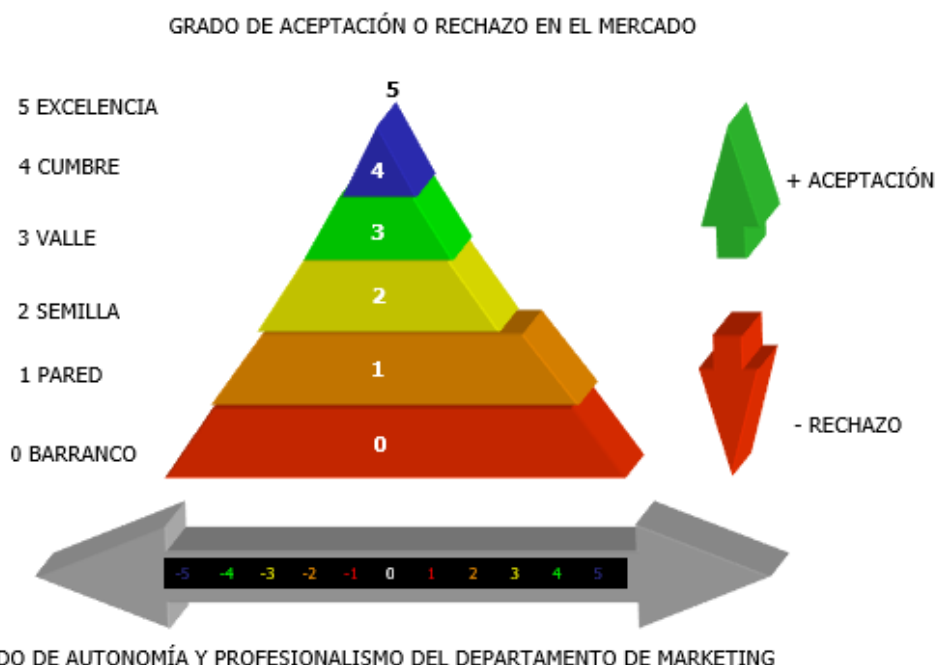 GRADO DE ACEPTACIÓN O RECHAZO EN EL MERCADO
5
5 EXCELENCIA
4 CUMBRE
4
+ ACEPTACIÓN
3 VALLE
3
2 SEMILLA
2
1 PARED
1
- RECHAZO
0 BARRANCO
0
-5 -4 -3 -2 -1 0 1 2 3 4 5
DO DE AUTONOMÍA Y PROFESIONALISMO DEL DEPARTAMENTO DE MARKETING